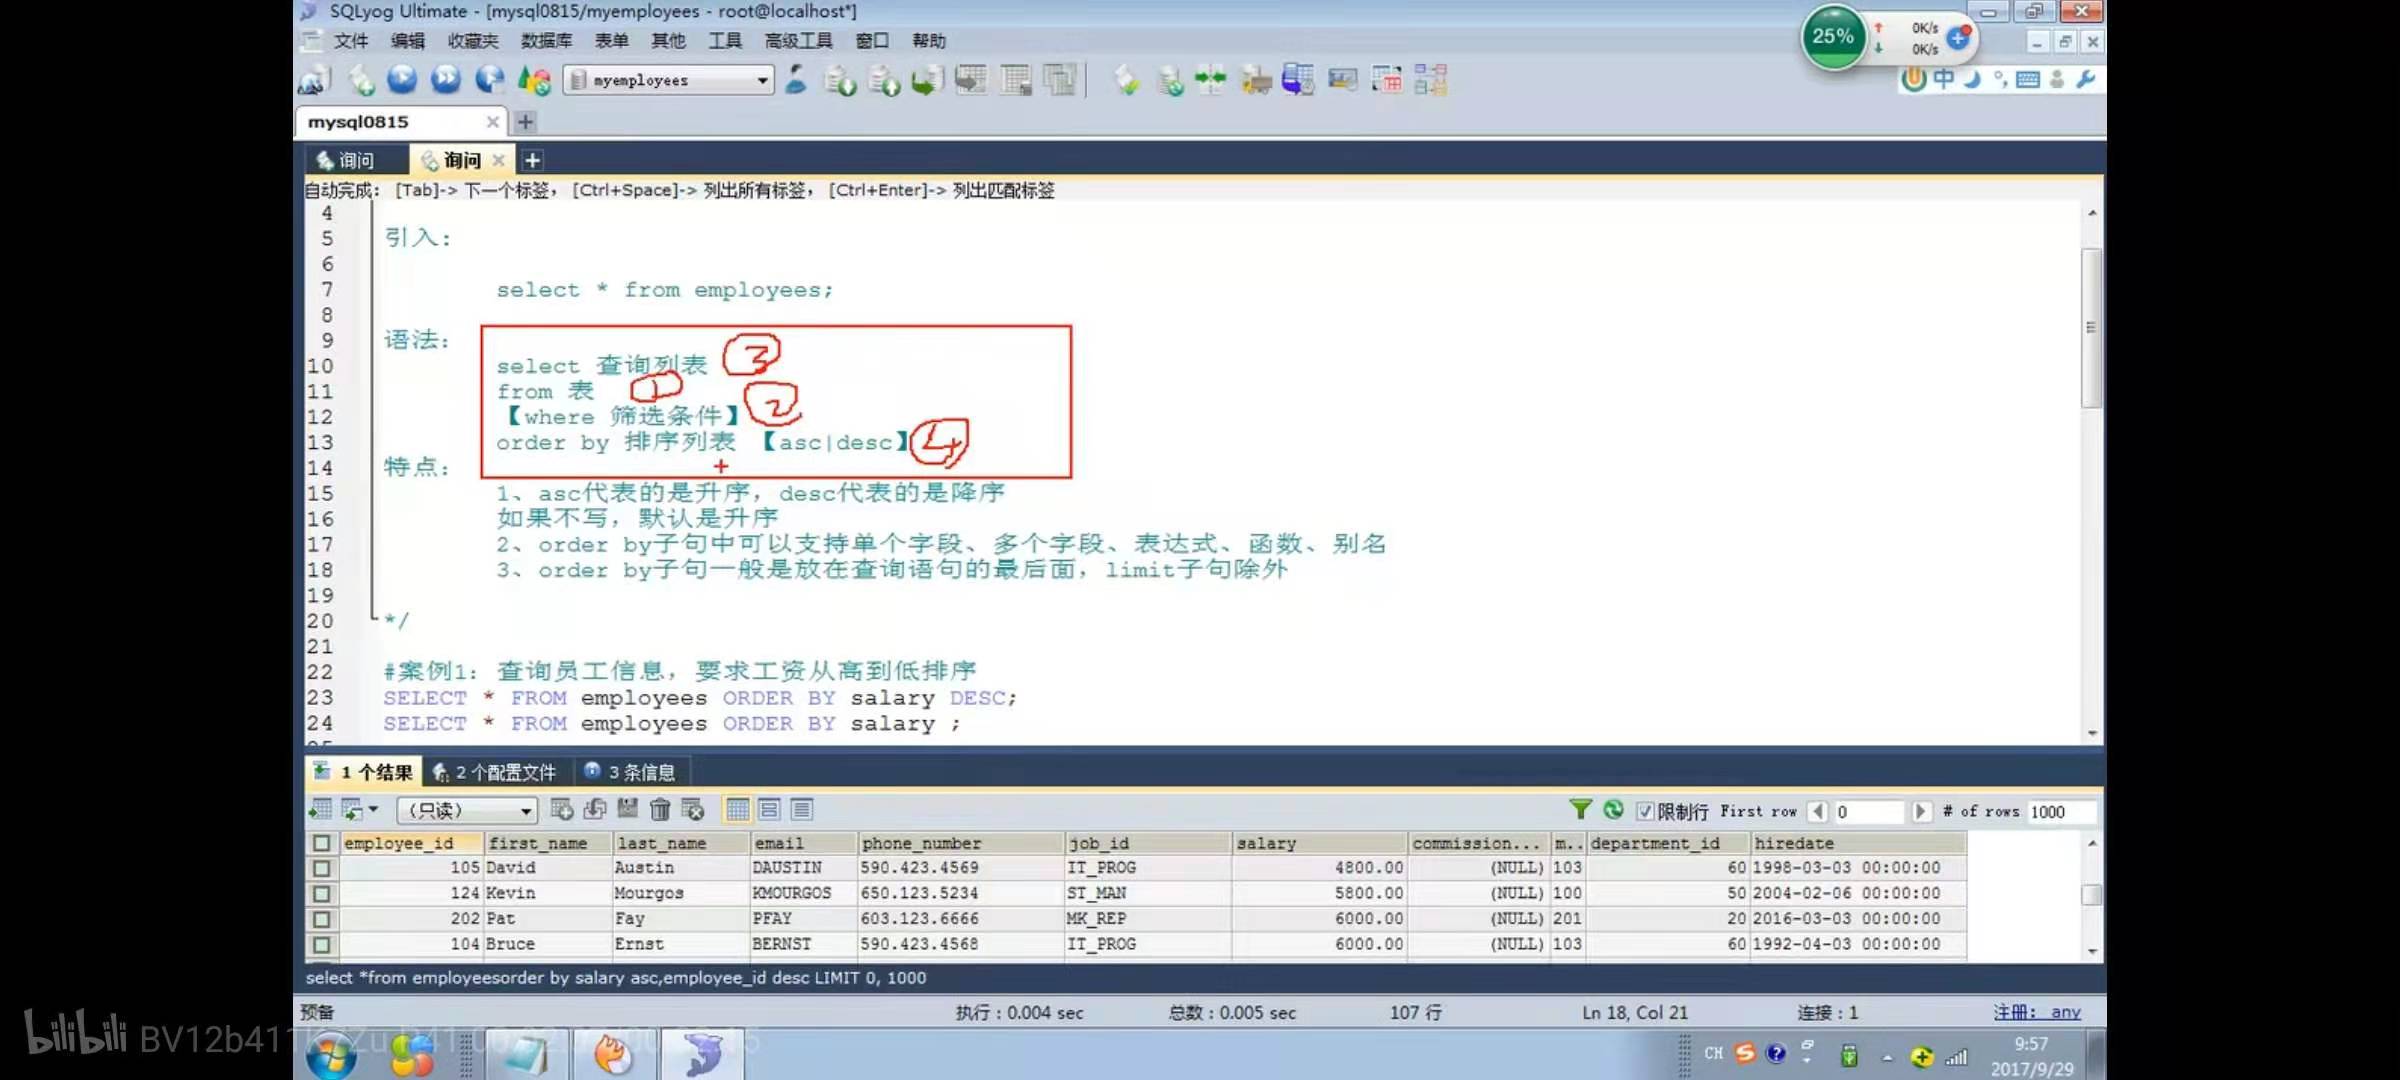 SQLyog Ultimate - [mysql0815/myemployees - root@localhost*]
文件 编辑 收藏夹 数据库 表单 其他 工具 高级工具 窗口 帮助
25% 0K/s
0K/s
myemployees
中
mysql0815
询问 询问
自动完成: [Tab]-> 下一个标签, [Ctrl+Space]-> 列出所有标签, [Ctrl+Enter]-> 列出匹配标签
4
5 引入:
6
7 select * from employees;
8
9 语法:
10 select 查询列表 3
11 from 表 1
12 【where 筛选条件】 2
13 order by 排序列表 【asc|desc】 4
14 特点:
15 1、asc代表的是升序, desc代表的是降序
16 如果不写, 默认是升序
17 2、order by子句中可以支持单个字段、多个字段、表达式、函数、别名
18 3、order by子句一般是放在查询语句的最后面, limit子句除外
19
20 */
21
22 #案例1: 查询员工信息, 要求工资从高到低排序
23 SELECT * FROM employees ORDER BY salary DESC;
24 SELECT * FROM employees ORDER BY salary ;
1 个结果 2 个配置文件 3 条信息
(只读) 限制行 First row 0 # of rows 1000
employee_id first_name last_name email phone_number job_id salary commission... m.. department_id hiredate
105 David Austin DAUSTIN 590.423.4569 IT_PROG 4800.00 (NULL) 103 60 1998-03-03 00:00:00
124 Kevin Mourgos KMOURGOS 650.123.5234 ST_MAN 5800.00 (NULL) 100 50 2004-02-06 00:00:00
202 Pat Fay PFAY 603.123.6666 MK_REP 6000.00 (NULL) 201 20 2016-03-03 00:00:00
104 Bruce Ernst BERNST 590.423.4568 IT_PROG 6000.00 (NULL) 103 60 1992-04-03 00:00:00
select *from employeesorder by salary asc,employee_id desc LIMIT 0, 1000
预备 执行: 0.004 sec 总数: 0.005 sec 107 行 Ln 18, Col 21 连接: 1 注册: any
bilibili
CH 9:57
2017/9/29